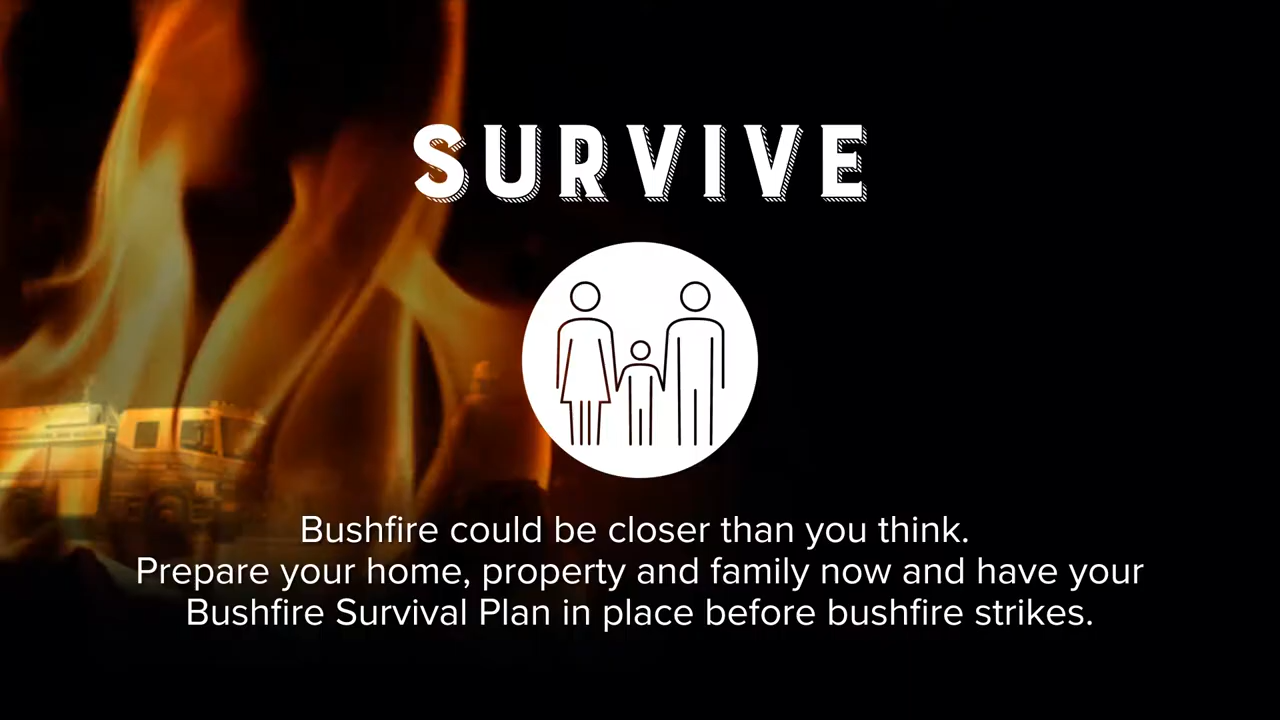 SURVIVE
Bushfire could be closer than you think.
Prepare your home, property and family now and have your
Bushfire Survival Plan in place before bushfire strikes.